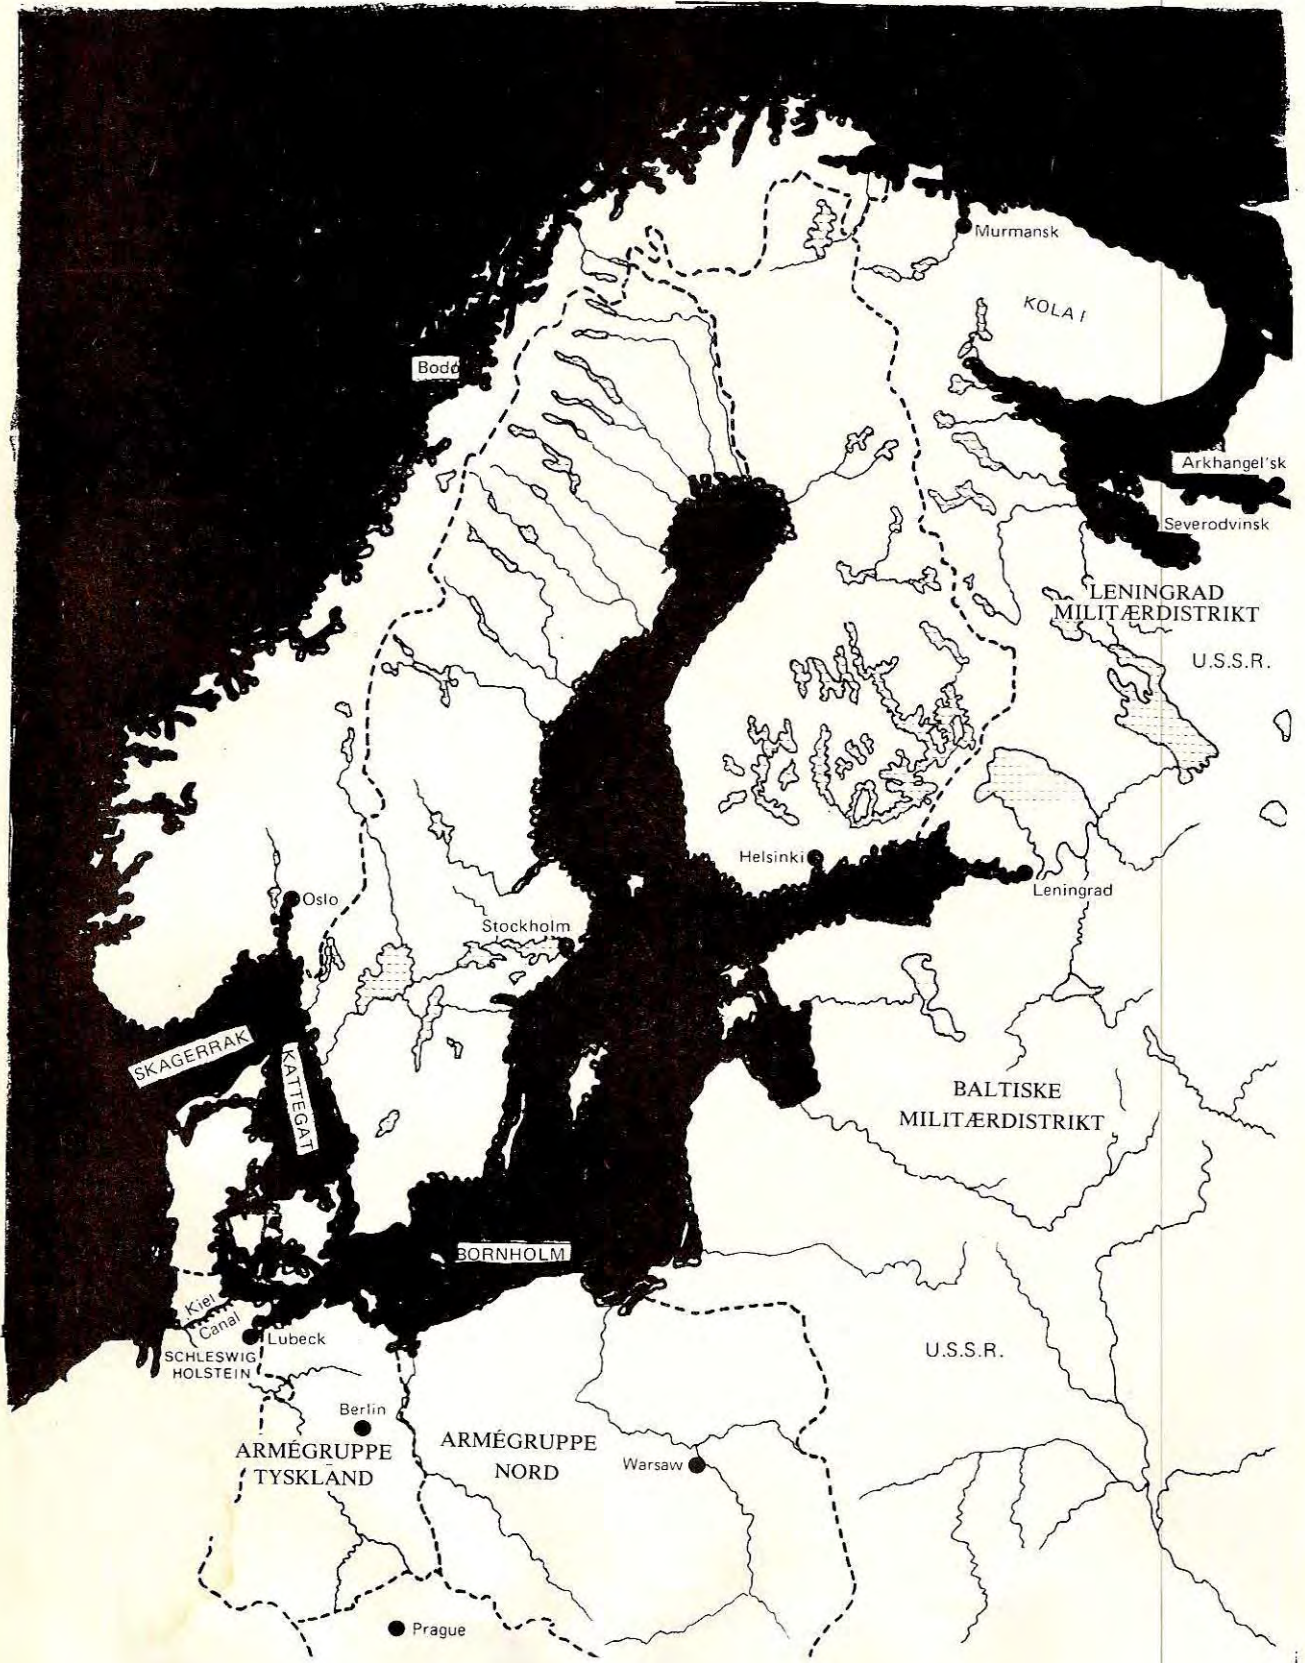 Murmansk
KOLA
Bodø
Arkhangel'sk
Severodvinsk
LENINGRAD
MILITÆRDISTRIKT
U.S.S.R.
Helsinki
Leningrad
Oslo
Stockholm
SKAGERRAK
KATTEGAT
BALTISKE
MILITÆRDISTRIKT
BORNHOLM
Kiel
Canal
Lubeck
SCHLESWIG
HOLSTEIN
U.S.S.R.
Berlin
ARMÉGRUPPE
TYSKLAND
ARMÉGRUPPE
NORD
Warsaw
Prague